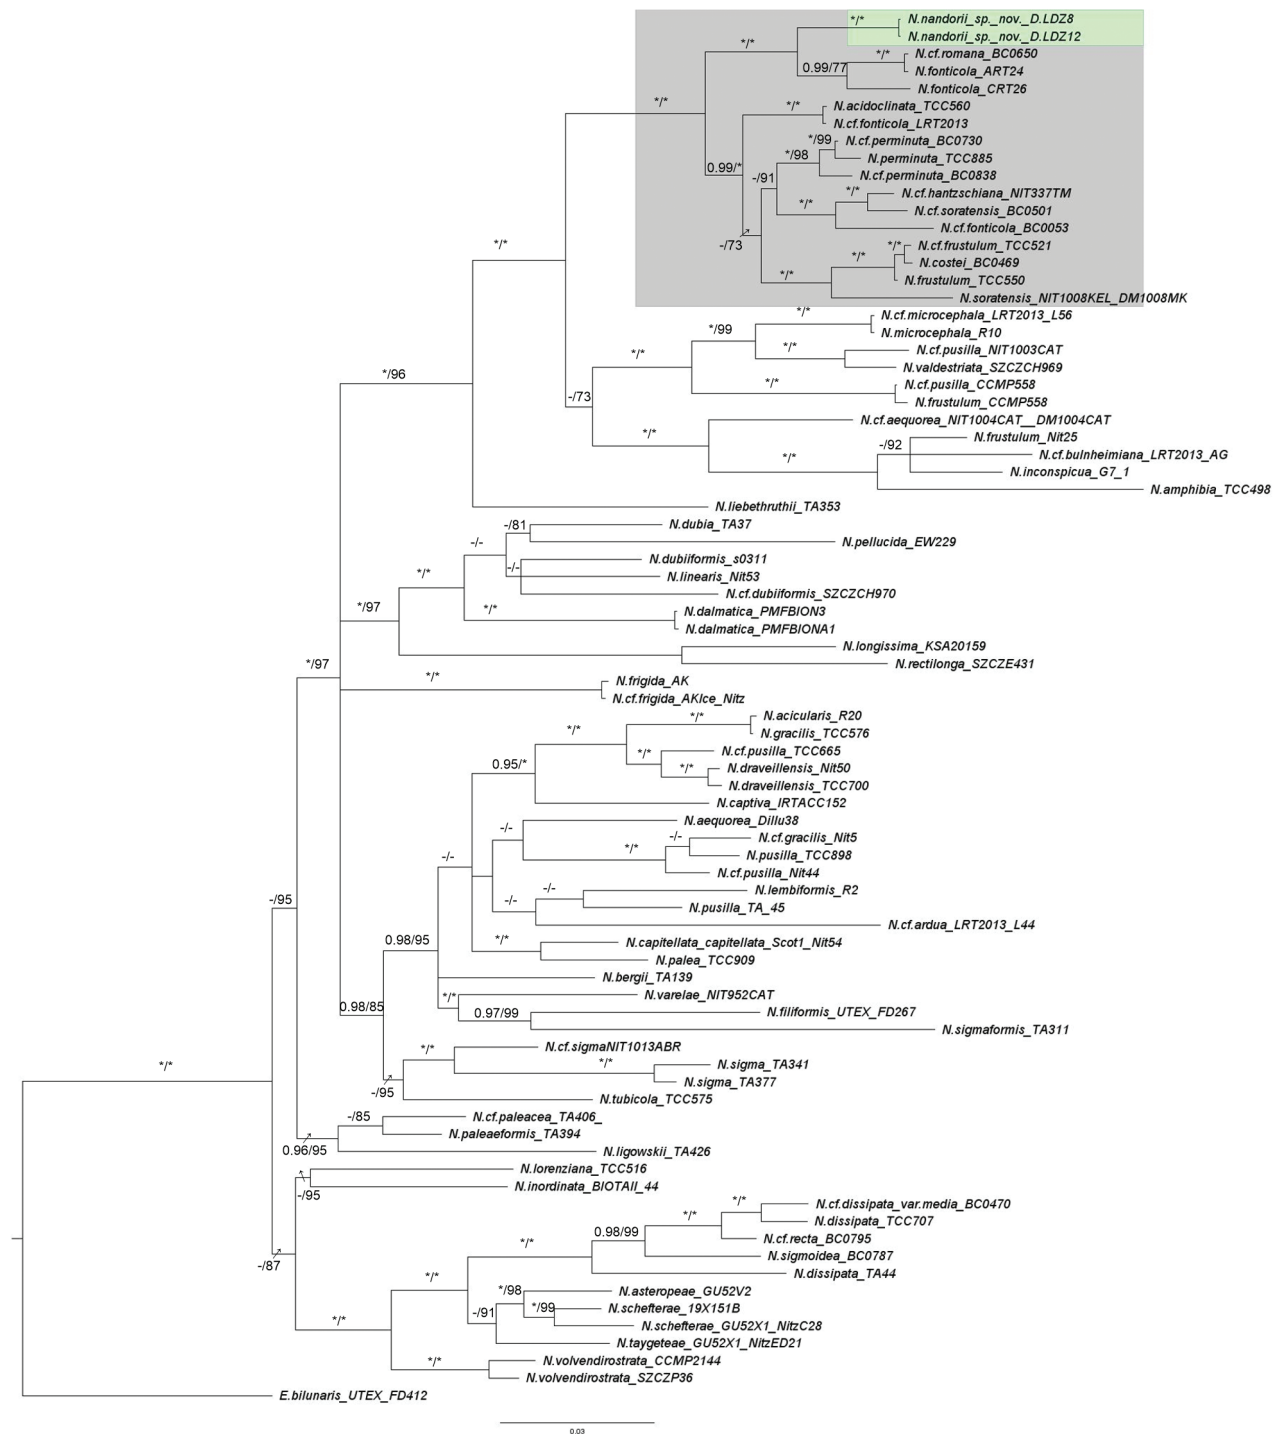 */*
N.nandorii_sp._nov._D.LDZ8
N.nandorii_sp._nov._D.LDZ12
*/*
*/*
N.cf.romana_BC0650
0.99/77
N.fonticola_ART24
N.fonticola_CRT26
*/*
*/*
N.acidoclinata_TCC560
N.cf.fonticola_LRT2013
*/99
N.cf.perminuta_BC0730
*/98
N.perminuta_TCC885
0.99/*
-/91
N.cf.perminuta_BC0838
*/*
N.cf.hantzschiana_NIT337TM
*/*
N.cf.soratensis_BC0501
N.cf.fonticola_BC0053
-/73
*/*
N.cf.frustulum_TCC521
*/*
*/*
N.costei_BC0469
*/*
N.frustulum_TCC550
N.soratensis_NIT1008KEL_DM1008MK
*/*
N.cf.microcephala_LRT2013_L56
*/99
N.microcephala_R10
*/*
*/*
N.cf.pusilla_NIT1003CAT
N.valdestriata_SZCZCH969
*/96
*/*
N.cf.pusilla_CCMP558
-/73
N.frustulum_CCMP558
N.cf.aequorea_NIT1004CAT__DM1004CAT
*/*
N.frustulum_Nit25
-/92
*/*
N.cf.bulnheimiana_LRT2013_AG
N.inconspicua_G7_1
N.amphibia_TCC498
N.liebethruthii_TA353
-/81
N.dubia_TA37
-/-
N.pellucida_EW229
N.dubiiformis_s0311
-/-
*/*
N.linearis_Nit53
N.cf.dubiiformis_SZCZCH970
*/97
*/*
N.dalmatica_PMFBION3
N.dalmatica_PMFBIONA1
N.longissima_KSA20159
*/97
N.rectilonga_SZCZE431
*/*
N.frigida_AK
N.cf.frigida_AKIce_Nitz
*/*
N.acicularis_R20
*/*
N.gracilis_TCC576
*/*
N.cf.pusilla_TCC665
0.95/*
*/*
N.draveillensis_Nit50
N.draveillensis_TCC700
N.captiva_IRTACC152
-/-
N.aequorea_Dillu38
-/-
N.cf.gracilis_Nit5
*/*
-/-
N.pusilla_TCC898
N.cf.pusilla_Nit44
-/-
N.lembiformis_R2
-/95
-/-
N.pusilla_TA_45
N.cf.ardua_LRT2013_L44
0.98/95
*/*
N.capitellata_capitellata_Scot1_Nit54
N.palea_TCC909
N.bergii_TA139
*/*
N.varelae_NIT952CAT
0.98/85
0.97/99
N.filiformis_UTEX_FD267
N.sigmaformis_TA311
*/*
N.cf.sigmaNIT1013ABR
*/*
*/*
N.sigma_TA341
N.sigma_TA377
-/95
N.tubicola_TCC575
-/85
N.cf.paleacea_TA406_
N.paleaeformis_TA394
0.96/95
N.ligowskii_TA426
N.lorenziana_TCC516
N.inordinata_BIOTAII_44
-/95
*/*
N.cf.dissipata_var.media_BC0470
*/*
N.dissipata_TCC707
0.98/99
N.cf.recta_BC0795
*/*
N.sigmoidea_BC0787
-/87
N.dissipata_TA44
*/*
*/98
N.asteropeae_GU52V2
*/99
N.schefterae_19X151B
-/91
*/*
N.schefterae_GU52X1_NitzC28
N.taygeteae_GU52X1_NitzED21
*/*
N.volvendirostrata_CCMP2144
N.volvendirostrata_SZCZP36
E.bilunaris_UTEX_FD412
0.03